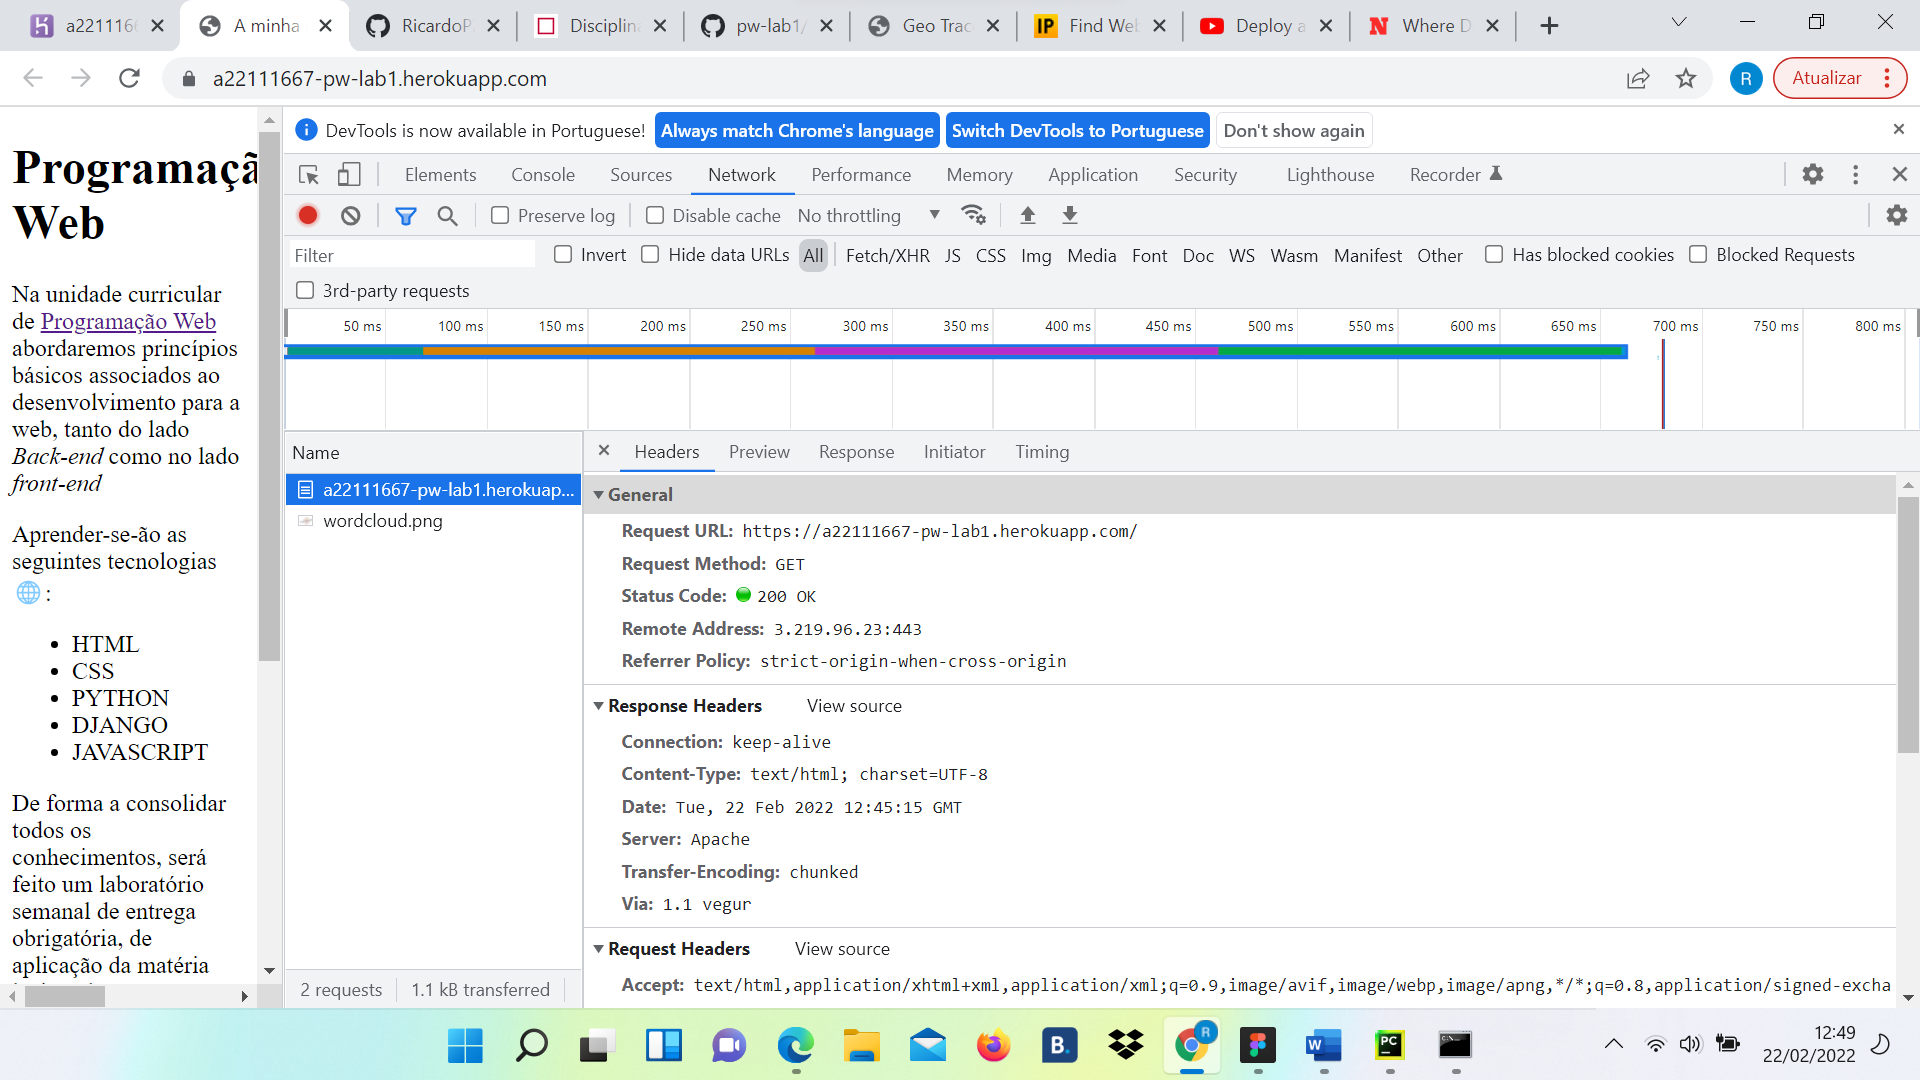 a2211166
A minha
RicardoP
Disciplina
pw-lab1/
Geo Trac
Find Web
Deploy a
Where D
a22111667-pw-lab1.herokuapp.com
R
Atualizar
Programaçã
Web
Na unidade curricular
de Programação Web
abordaremos princípios
básicos associados ao
desenvolvimento para a
web, tanto do lado
Back-end como no lado
front-end
Aprender-se-ão as
seguintes tecnologias
:
• HTML
• CSS
• PYTHON
• DJANGO
• JAVASCRIPT
De forma a consolidar
todos os
conhecimentos, será
feito um laboratório
semanal de entrega
obrigatória, de
aplicação da matéria
DevTools is now available in Portuguese! Always match Chrome's language Switch DevTools to Portuguese Don't show again
Elements Console Sources Network Performance Memory Application Security Lighthouse Recorder
Preserve log Disable cache No throttling
Filter Invert Hide data URLs All Fetch/XHR JS CSS Img Media Font Doc WS Wasm Manifest Other Has blocked cookies Blocked Requests
3rd-party requests
50 ms 100 ms 150 ms 200 ms 250 ms 300 ms 350 ms 400 ms 450 ms 500 ms 550 ms 600 ms 650 ms 700 ms 750 ms 800 ms
Name
a22111667-pw-lab1.herokuap...
wordcloud.png
2 requests 1.1 kB transferred
Headers Preview Response Initiator Timing
General
Request URL: https://a22111667-pw-lab1.herokuapp.com/
Request Method: GET
Status Code: 200 OK
Remote Address: 3.219.96.23:443
Referrer Policy: strict-origin-when-cross-origin
Response Headers View source
Connection: keep-alive
Content-Type: text/html; charset=UTF-8
Date: Tue, 22 Feb 2022 12:45:15 GMT
Server: Apache
Transfer-Encoding: chunked
Via: 1.1 vegur
Request Headers View source
Accept: text/html,application/xhtml+xml,application/xml;q=0.9,image/avif,image/webp,image/apng,*/*;q=0.8,application/signed-excha
12:49
22/02/2022